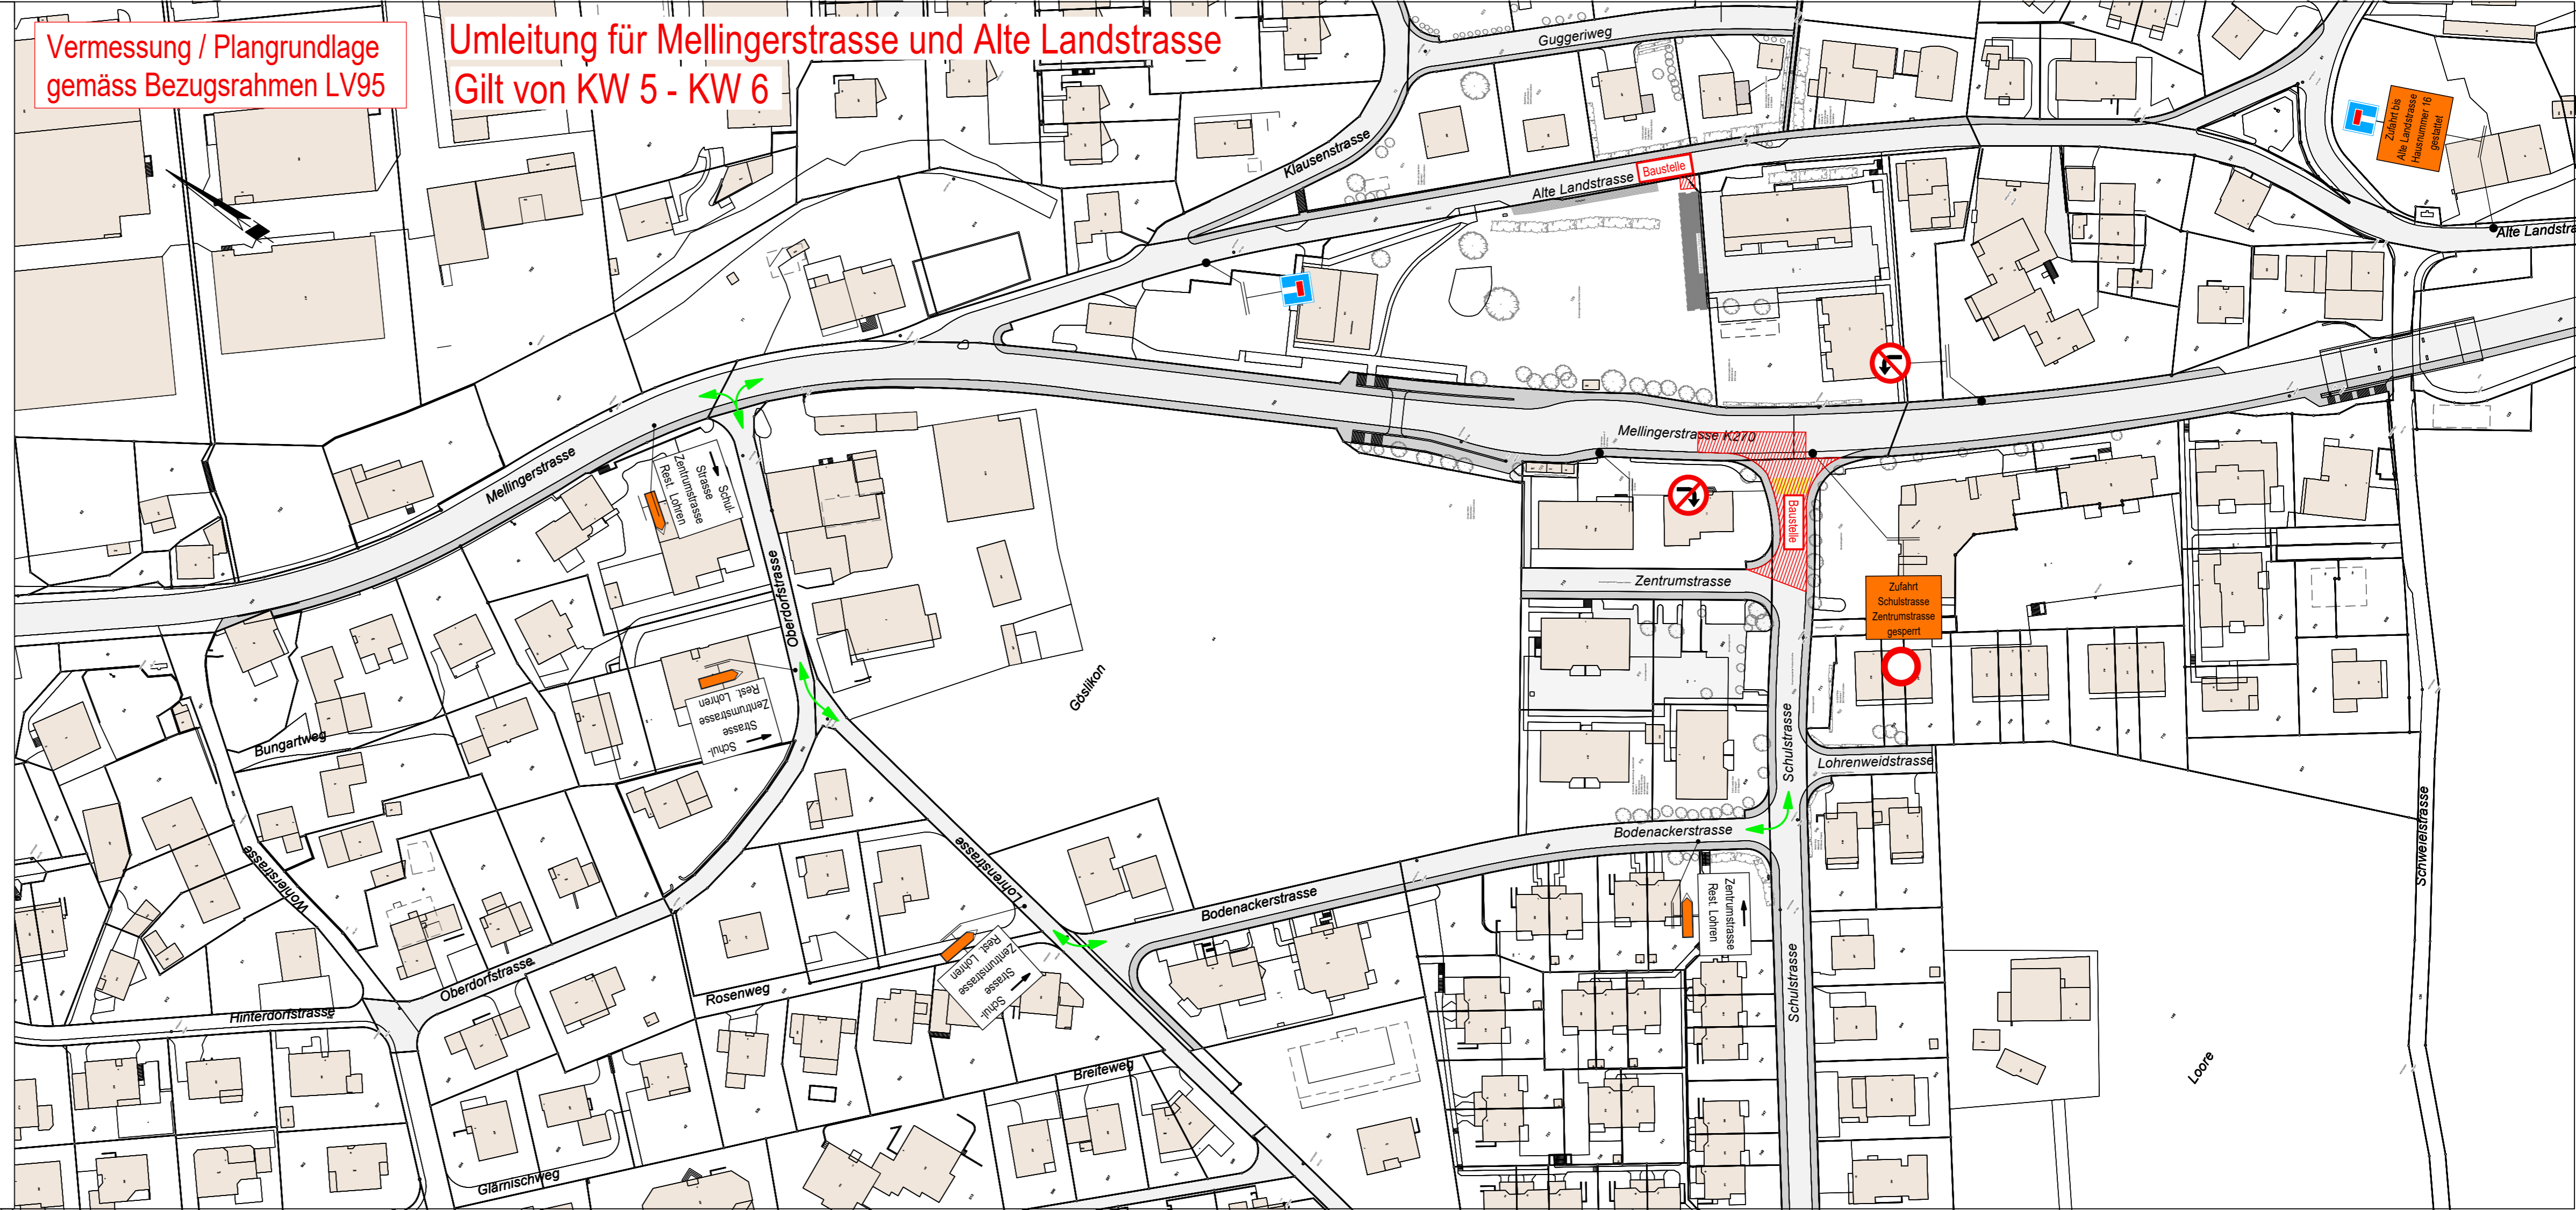 Vermessung / Plangrundlage
gemäss Bezugsrahmen LV95
Umleitung für Mellingerstrasse und Alte Landstrasse
Gilt von KW 5 - KW 6
Guggeriweg
Klausenstrasse
Alte Landstrasse
Baustelle
Zufahrt bis
Alte Landstrasse
Hausnummer 16
gestattet
Alte Landstra
Mellingerstrasse K270
Mellingerstrasse
Schul-
Strasse
Zentrumstrasse
Rest. Lohren
Oberdorfstrasse
Baustelle
Zentrumstrasse
Zufahrt
Schulstrasse
Zentrumstrasse
gesperrt
Göslikon
Schul-
Strasse
Zentrumstrasse
Rest. Lohren
Bungartweg
Schulstrasse
Lohrenweidstrasse
Schweielstrasse
Bodenackerstrasse
Wohlerstrasse
Lohrenstrasse
Bodenackerstrasse
Zentrumstrasse
Rest. Lohren
Oberdorfstrasse
Rosenweg
Schul-
Strasse
Zentrumstrasse
Rest. Lohren
Schulstrasse
Hinterdorfstrasse
Breiteweg
Loore
Glärnischweg